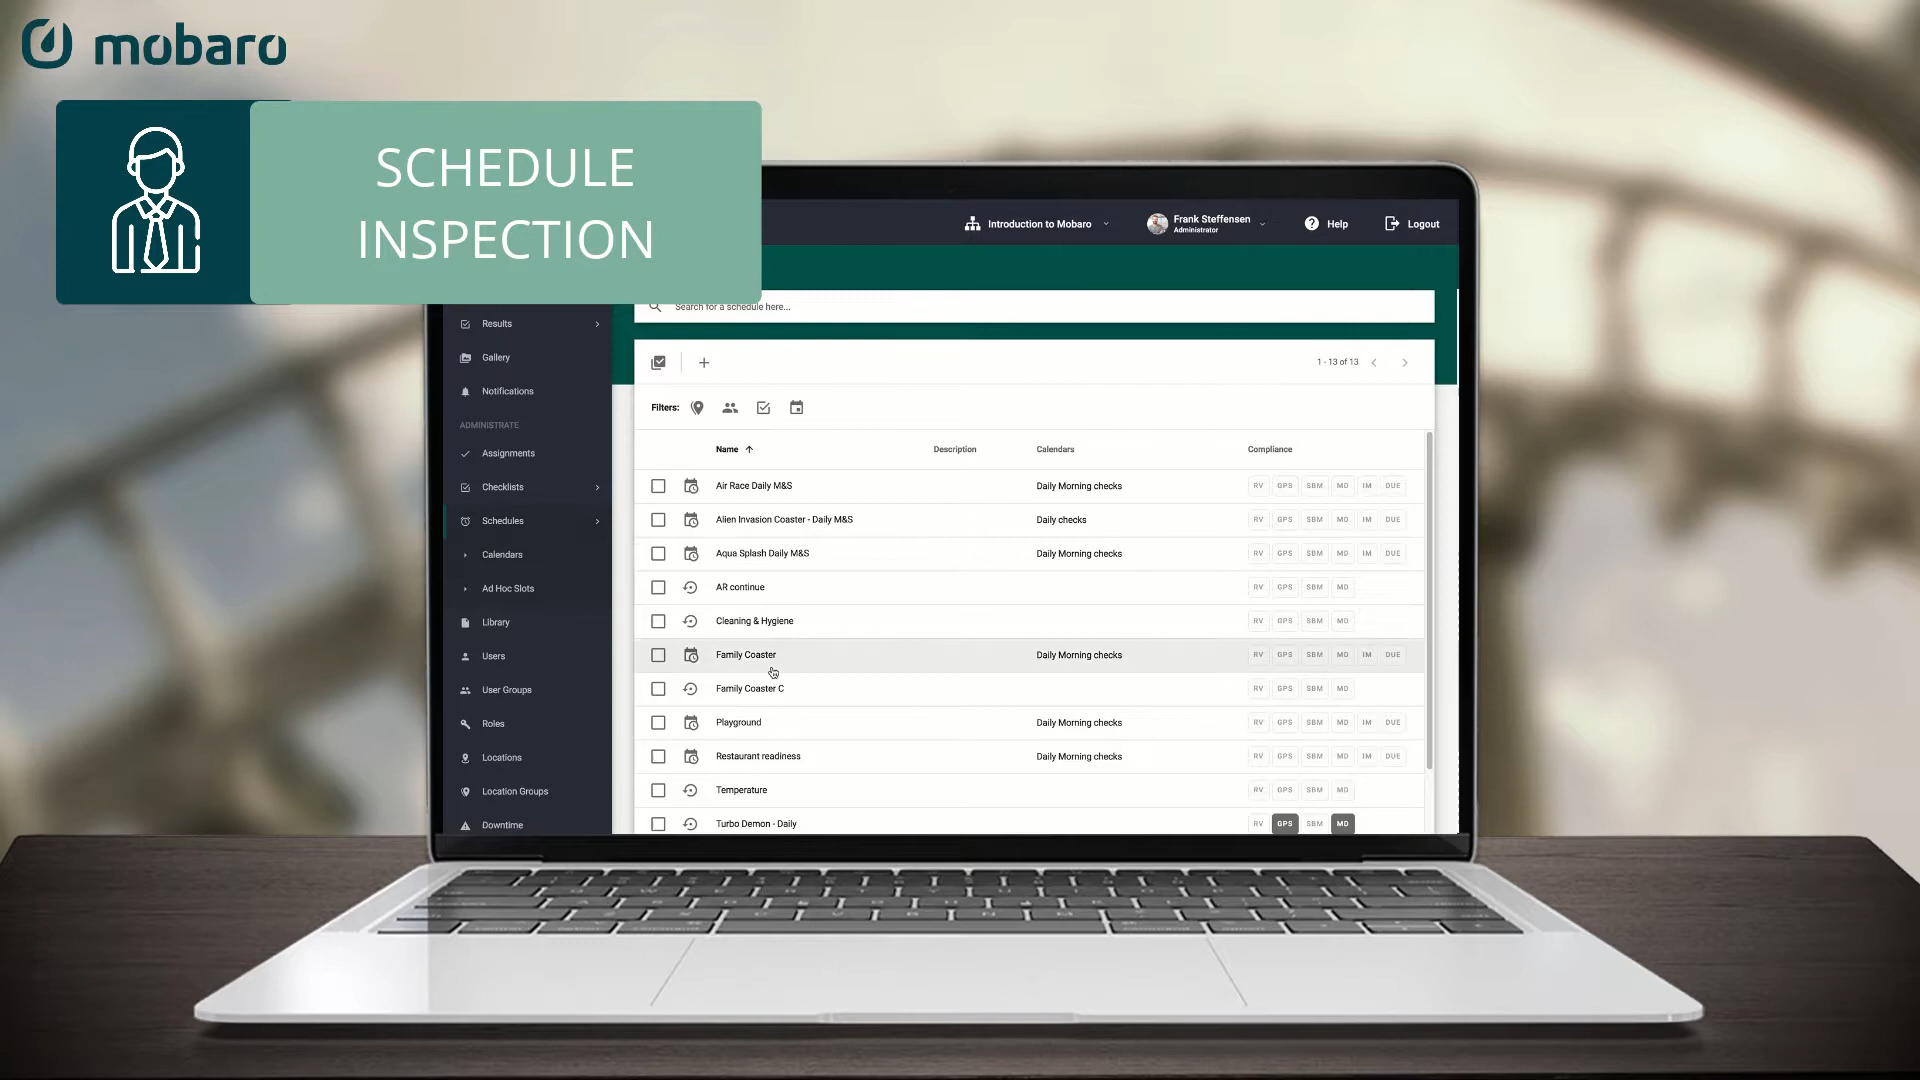 mobaro
SCHEDULE
INSPECTION
Introduction to Mobaro
Frank Steffensen
Administrator
Help
Logout
Search for a schedule here...
Results
Gallery
Notifications
ADMINISTRATE
Assignments
Checklists
Schedules
Calendars
Ad Hoc Slots
Library
Users
User Groups
Roles
Locations
Location Groups
Downtime
1 - 13 of 13
Filters:
Name Description Calendars Compliance
Air Race Daily M&S Daily Morning checks RV GPS SBM MD IM DUE
Alien Invasion Coaster - Daily M&S Daily checks RV GPS SBM MD IM DUE
Aqua Splash Daily M&S Daily Morning checks RV GPS SBM MD IM DUE
AR continue RV GPS SBM MD
Cleaning & Hygiene RV GPS SBM MD
Family Coaster Daily Morning checks RV GPS SBM MD IM DUE
Family Coaster C RV GPS SBM MD
Playground Daily Morning checks RV GPS SBM MD IM DUE
Restaurant readiness Daily Morning checks RV GPS SBM MD IM DUE
Temperature RV GPS SBM MD
Turbo Demon - Daily RV GPS SBM MD